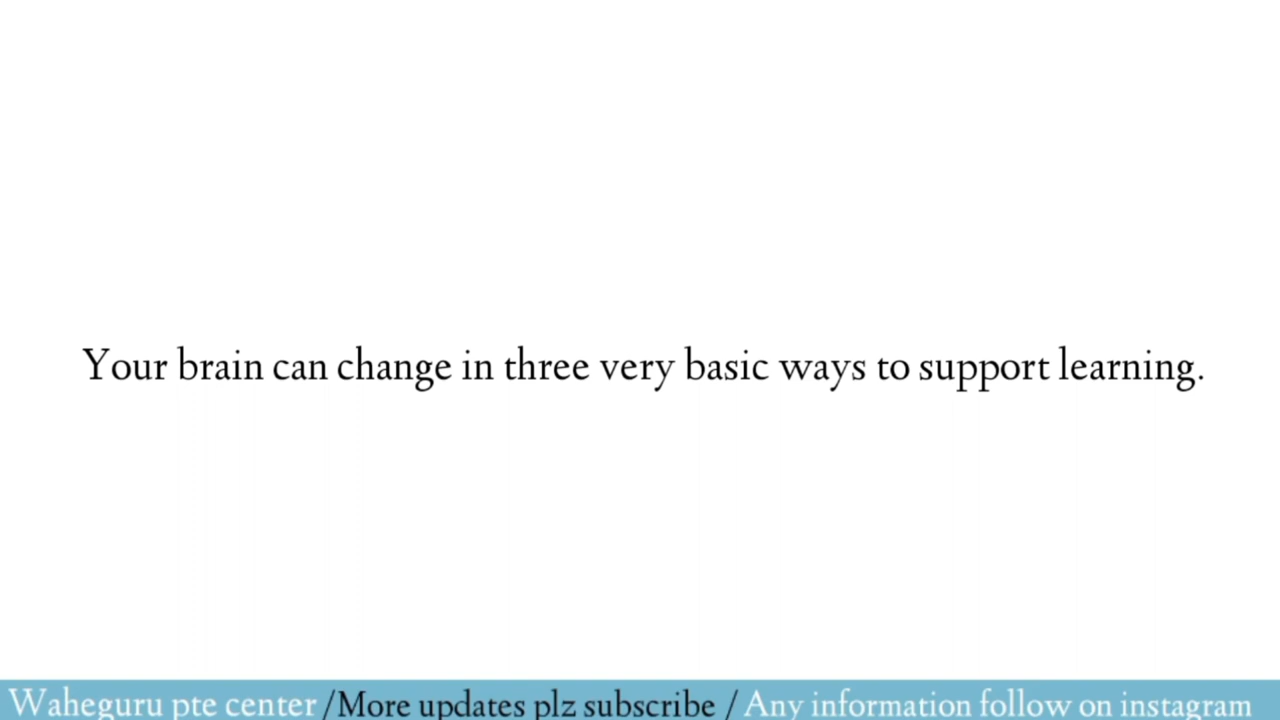 Your brain can change in three very basic ways to support learning.
Waheguru pte center /More updates plz subscribe / Any information follow on instagram